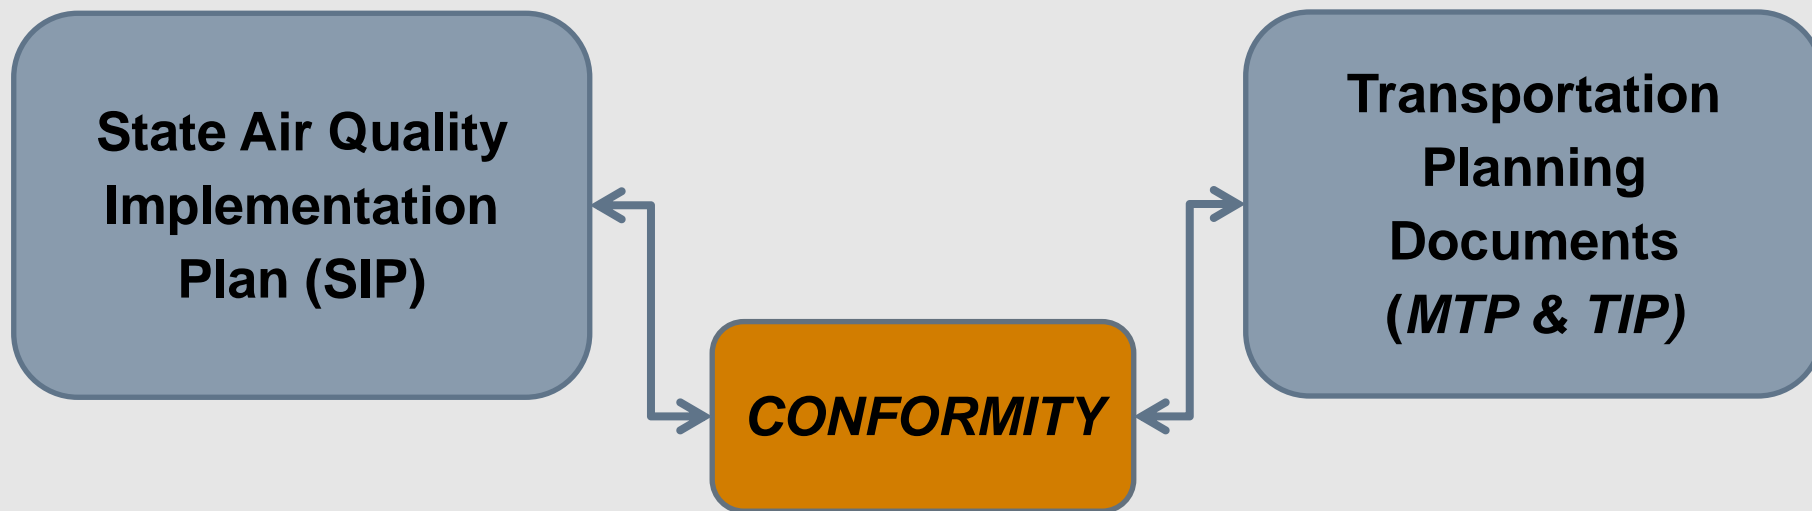 State Air Quality
Implementation
Plan (SIP)
Transportation
Planning
Documents
(MTP & TIP)
CONFORMITY